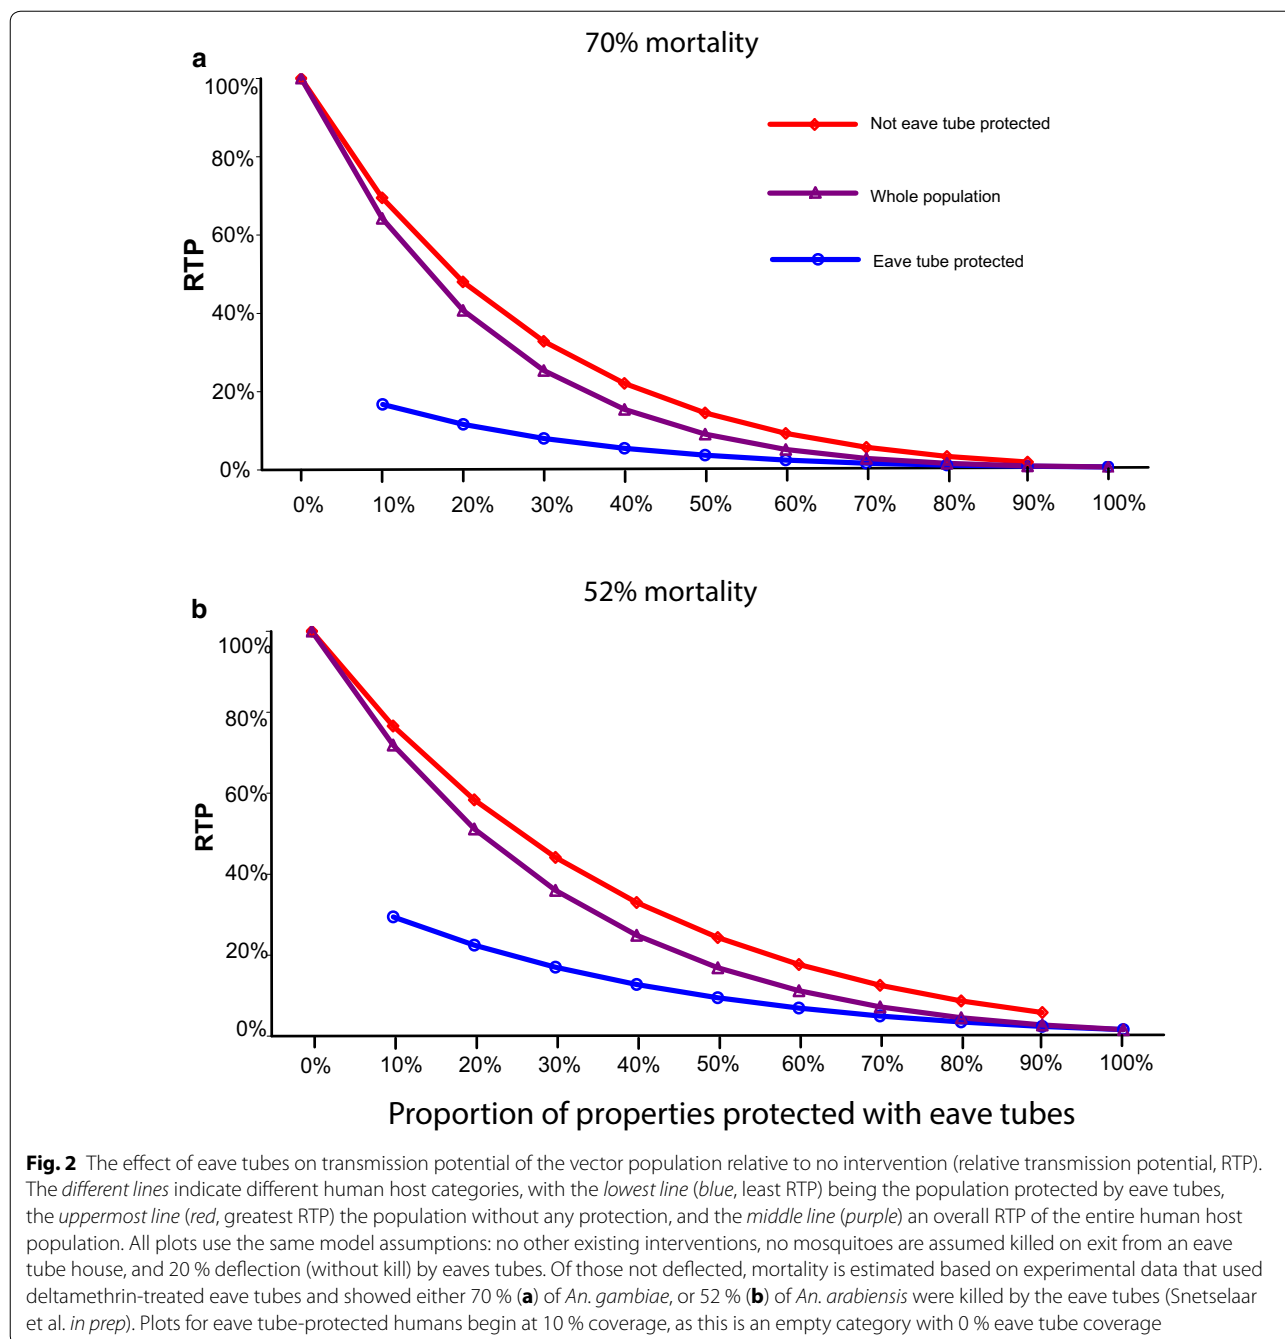 70% mortality
a
100%
80%
60%
40%
20%
0%
RTP
Not eave tube protected
Whole population
Eave tube protected
0% 10% 20% 30% 40% 50% 60% 70% 80% 90% 100%
52% mortality
b
100%
80%
60%
40%
20%
0%
RTP
0% 10% 20% 30% 40% 50% 60% 70% 80% 90% 100%
Proportion of properties protected with eave tubes
Fig. 2 The effect of eave tubes on transmission potential of the vector population relative to no intervention (relative transmission potential, RTP).
The different lines indicate different human host categories, with the lowest line (blue, least RTP) being the population protected by eave tubes,
the uppermost line (red, greatest RTP) the population without any protection, and the middle line (purple) an overall RTP of the entire human host
population. All plots use the same model assumptions: no other existing interventions, no mosquitoes are assumed killed on exit from an eave
tube house, and 20 % deflection (without kill) by eaves tubes. Of those not deflected, mortality is estimated based on experimental data that used
deltamethrin-treated eave tubes and showed either 70 % (a) of An. gambiae, or 52 % (b) of An. arabiensis were killed by the eave tubes (Snetselaar
et al. in prep). Plots for eave tube-protected humans begin at 10 % coverage, as this is an empty category with 0 % eave tube coverage